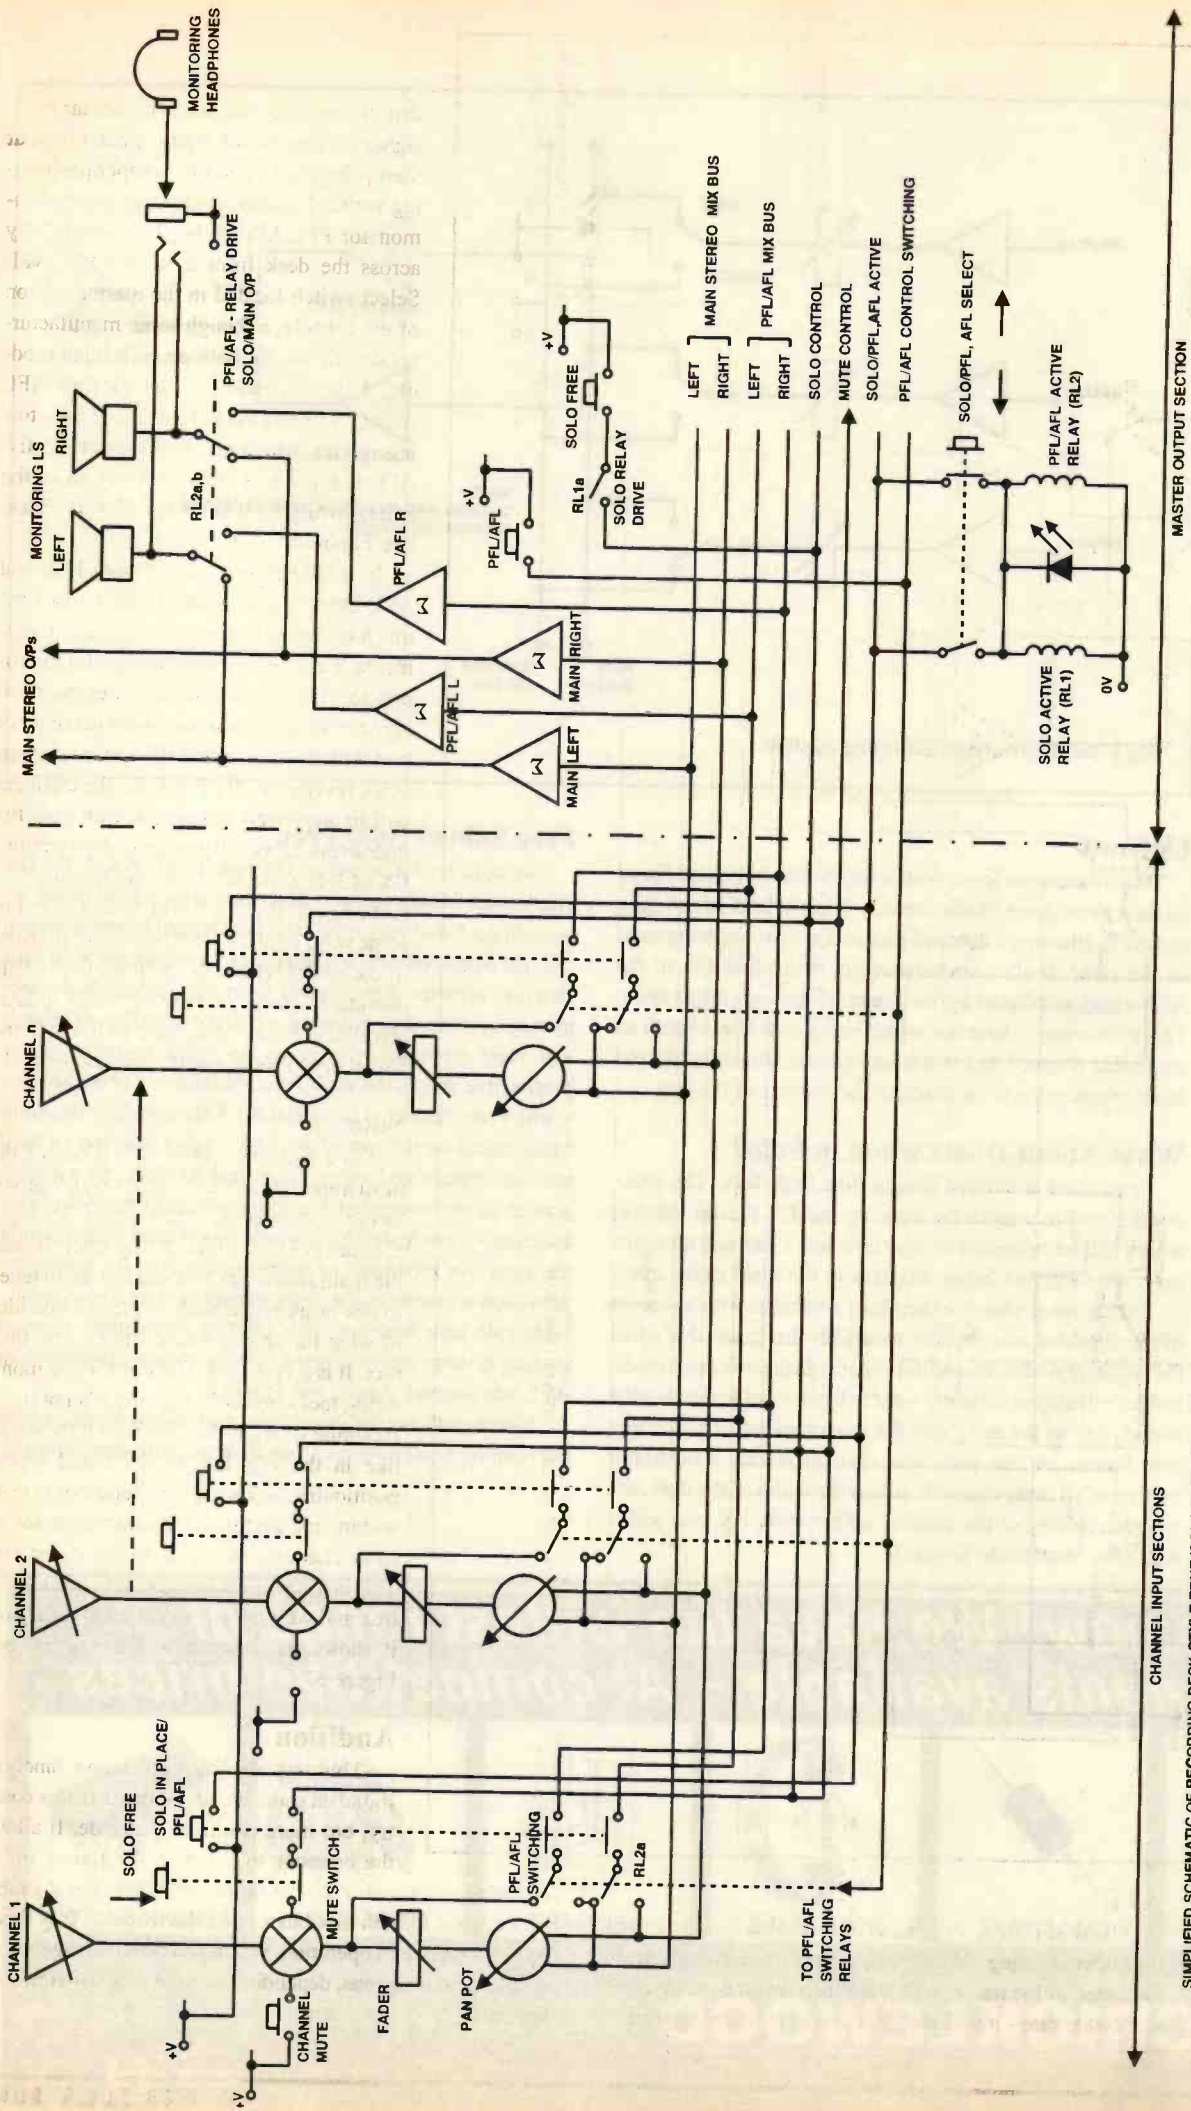 CHANNEL 1
SOLO FREE
SOLO IN PLACE/
PFL/AFL
+V
+V
CHANNEL
MUTE
MUTE SWITCH
FADER
PAN POT
PFL/AFL
SWITCHING
RL2a
TO PFL/AFL
SWITCHING
RELAYS
CHANNEL 2
CHANNEL n
CHANNEL INPUT SECTIONS
MAIN STEREO O/Ps
MONITORING LS
LEFT
RIGHT
MONITORING
HEADPHONES
RL2a,b
PFL/AFL - RELAY DRIVE
SOLO/MAIN O/P
Σ
MAIN LEFT
Σ
PFL/AFL L
Σ
MAIN RIGHT
Σ
PFL/AFL R
+V
PFL/AFL
+V
SOLO FREE
RL1a
SOLO RELAY
DRIVE
LEFT
RIGHT
MAIN STEREO MIX BUS
LEFT
RIGHT
PFL/AFL MIX BUS
SOLO CONTROL
MUTE CONTROL
SOLO/PFL,AFL ACTIVE
PFL/AFL CONTROL SWITCHING
SOLO/PFL, AFL SELECT
SOLO ACTIVE
RELAY (RL1)
0V
PFL/AFL ACTIVE
RELAY (RL2)
MASTER OUTPUT SECTION